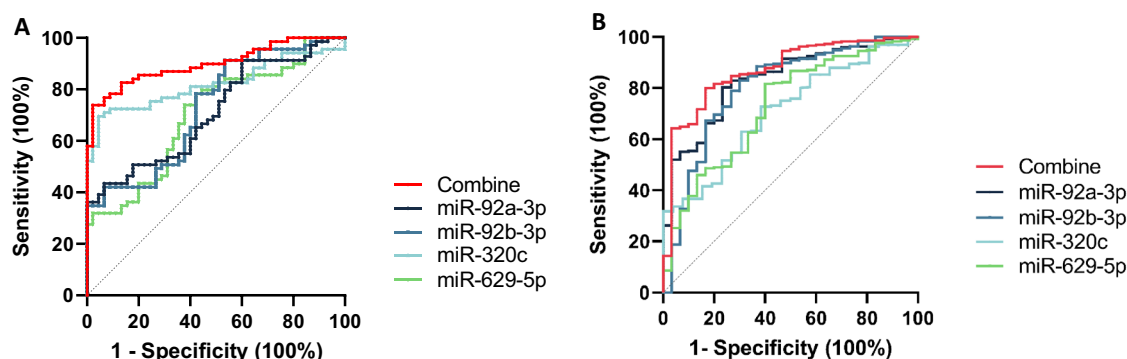 A
Sensitivity (100%)
100
80
60
40
20
0
0 20 40 60 80 100
1 - Specificity (100%)
Combine
miR-92a-3p
miR-92b-3p
miR-320c
miR-629-5p
B
Sensitivity (100%)
100
80
60
40
20
0
0 20 40 60 80 100
1- Specificity (100%)
Combine
miR-92a-3p
miR-92b-3p
miR-320c
miR-629-5p